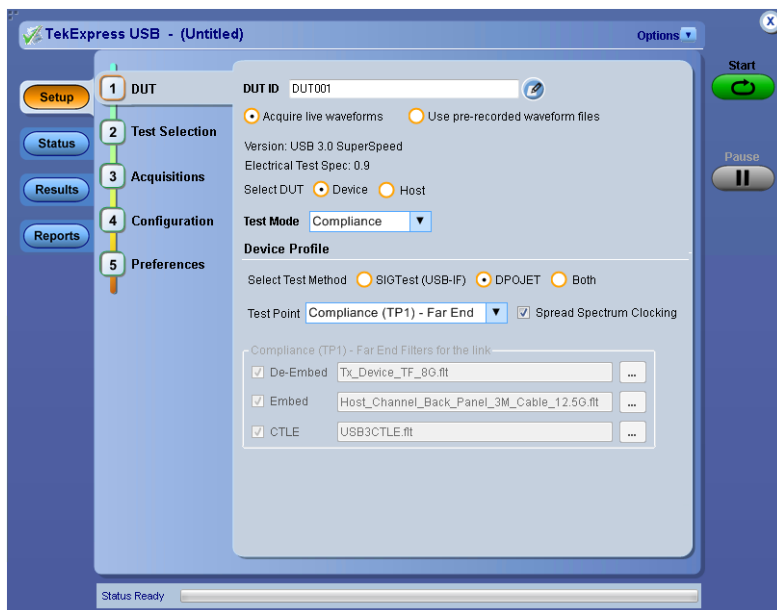 TekExpress USB - (Untitled)
Options
X
Start
Pause
Setup
Status
Results
Reports
1 DUT
2 Test Selection
3 Acquisitions
4 Configuration
5 Preferences
DUT ID DUT001
Acquire live waveforms Use pre-recorded waveform files
Version: USB 3.0 SuperSpeed
Electrical Test Spec: 0.9
Select DUT Device Host
Test Mode Compliance
Device Profile
Select Test Method SIGTest (USB-IF) DPOJET Both
Test Point Compliance (TP1) - Far End Spread Spectrum Clocking
Compliance (TP1) - Far End Filters for the link
De-Embed Tx_Device_TF_8G.flt ...
Embed Host_Channel_Back_Panel_3M_Cable_12.5G.flt ...
CTLE USB3CTLE.flt ...
Status Ready